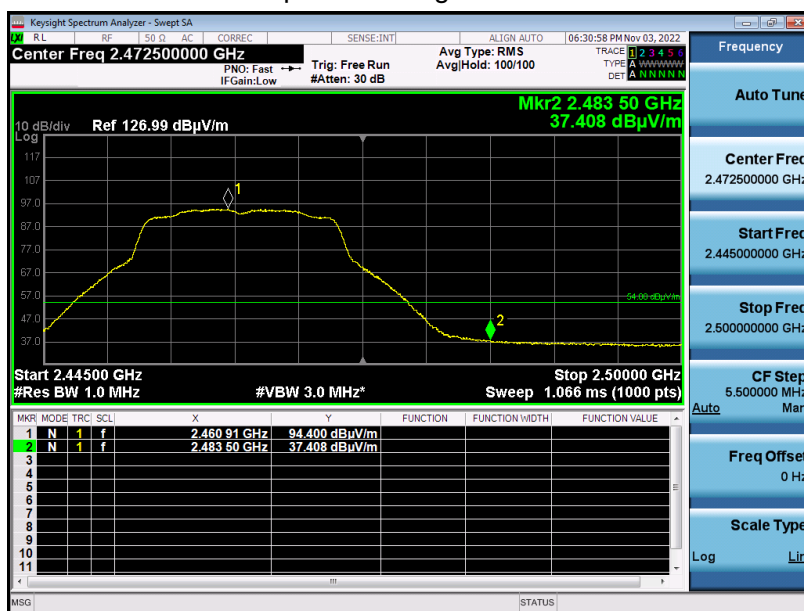 Keysight Spectrum Analyzer - Swept SA
LXI RL RF 50 Ω AC CORREC SENSE:INT ALIGN AUTO 06:30:58 PM Nov 03, 2022
Center Freq 2.472500000 GHz
PNO: Fast
IFGain:Low
Trig: Free Run
#Atten: 30 dB
Avg Type: RMS
Avg|Hold: 100/100
TRACE 1 2 3 4 5 6
TYPE A WWWWW
DET A N N N N N
Mkr2 2.483 50 GHz
37.408 dBµV/m
10 dB/div Ref 126.99 dBµV/m
Log
117
107
97.0
87.0
77.0
67.0
57.0
47.0
37.0
1
2
54.00 dBµV/m
Start 2.44500 GHz Stop 2.50000 GHz
#Res BW 1.0 MHz #VBW 3.0 MHz* Sweep 1.066 ms (1000 pts)
MKR MODE TRC SCL X Y FUNCTION FUNCTION WIDTH FUNCTION VALUE
1 N 1 f 2.460 91 GHz 94.400 dBµV/m
2 N 1 f 2.483 50 GHz 37.408 dBµV/m
3
4
5
6
7
8
9
10
11
MSG STATUS
Frequency
Auto Tune
Center Freq
2.472500000 GHz
Start Freq
2.445000000 GHz
Stop Freq
2.500000000 GHz
CF Step
5.500000 MHz
Auto Man
Freq Offset
0 Hz
Scale Type
Log Lin